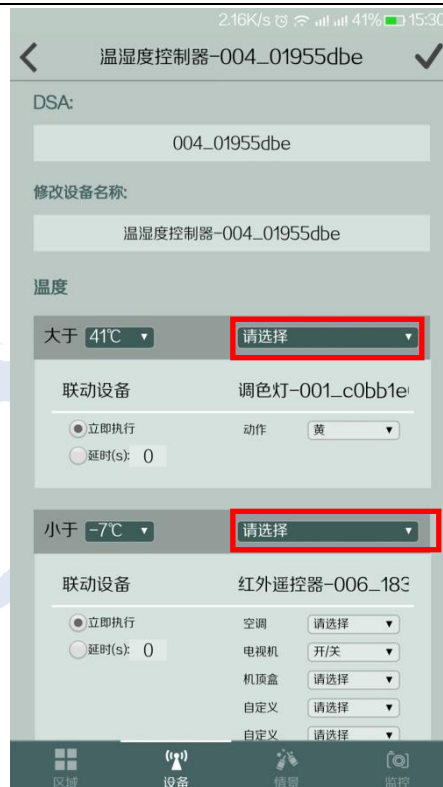 2.16K/s 41% 15:30
温湿度控制器-004_01955dbe
DSA:
004_01955dbe
修改设备名称:
温湿度控制器-004_01955dbe
温度
大于 41℃ 请选择
联动设备 调色灯-001_c0bb1e
立即执行 动作 黄
延时(s): 0
小于 -7℃ 请选择
联动设备 红外遥控器-006_183
立即执行 空调 请选择
延时(s): 0 电视机 开/关
机顶盒 请选择
自定义 请选择
自定义 请选择
区域 设备 情景 监控